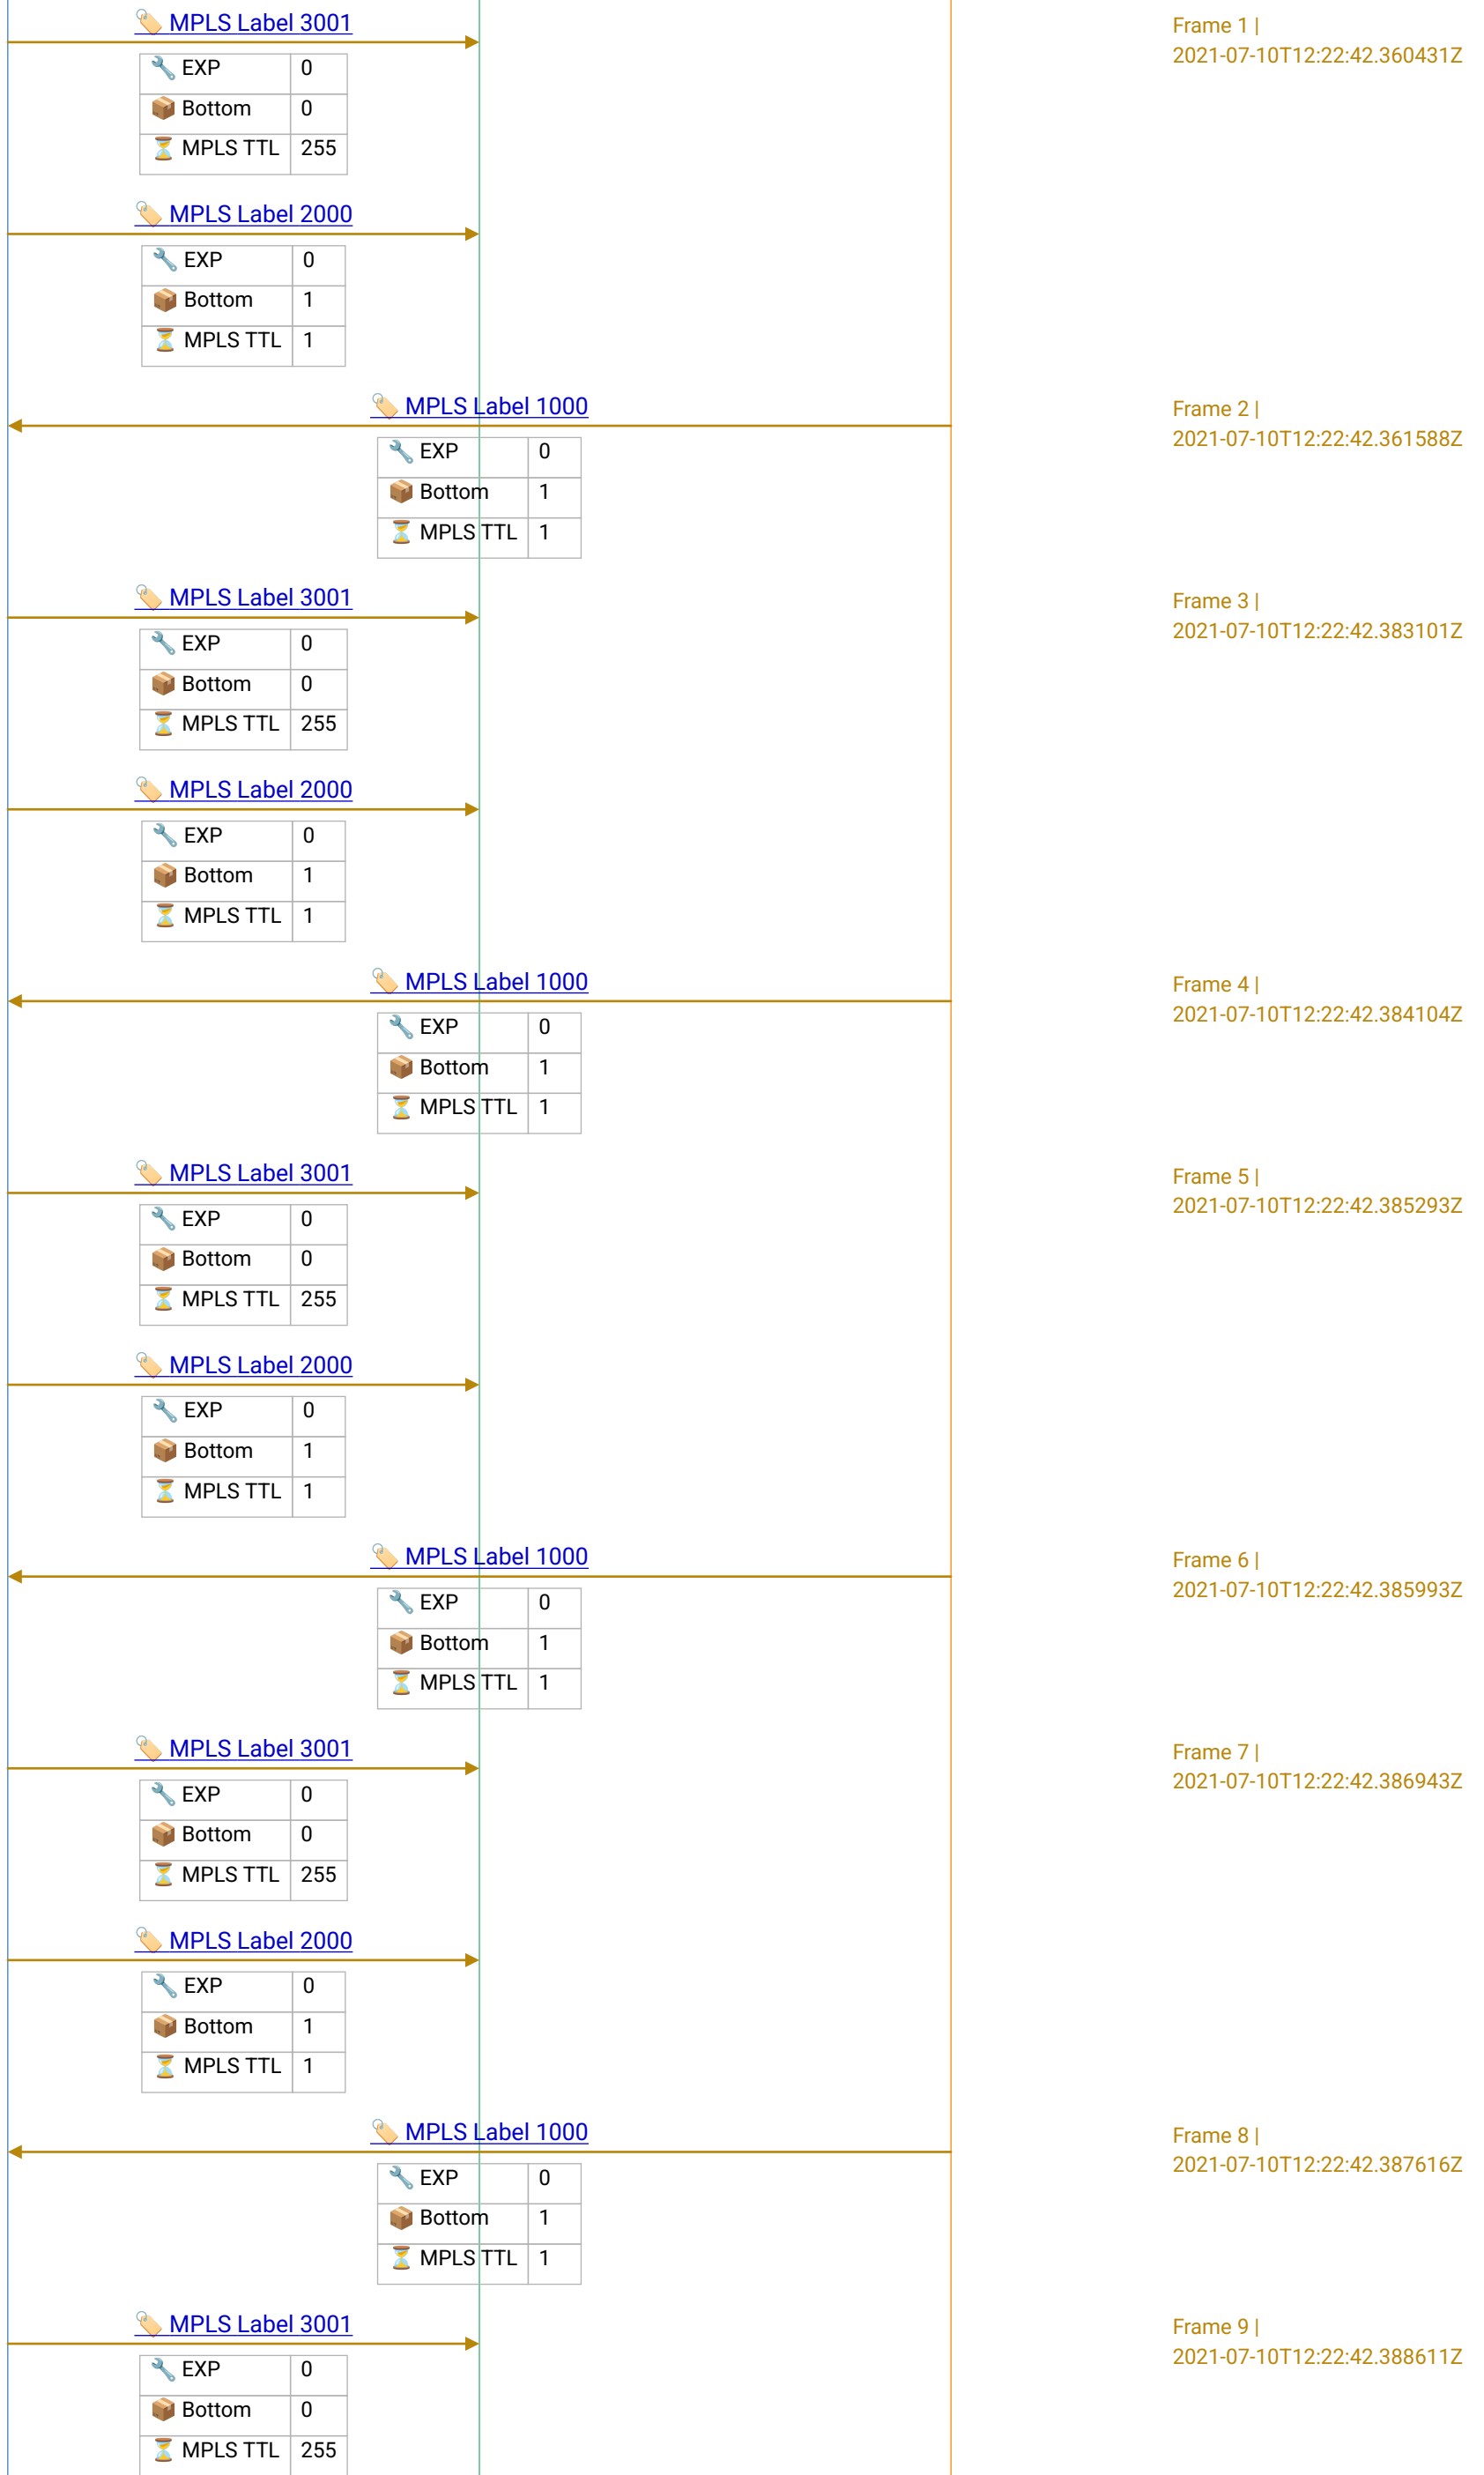 🏷️ MPLS Label 3001
Frame 1 |
2021-07-10T12:22:42.360431Z
🔧 EXP 0
📦 Bottom 0
⏳ MPLS TTL 255
🏷️ MPLS Label 2000
🔧 EXP 0
📦 Bottom 1
⏳ MPLS TTL 1
🏷️ MPLS Label 1000
Frame 2 |
2021-07-10T12:22:42.361588Z
🔧 EXP 0
📦 Bottom 1
⏳ MPLS TTL 1
🏷️ MPLS Label 3001
Frame 3 |
2021-07-10T12:22:42.383101Z
🔧 EXP 0
📦 Bottom 0
⏳ MPLS TTL 255
🏷️ MPLS Label 2000
🔧 EXP 0
📦 Bottom 1
⏳ MPLS TTL 1
🏷️ MPLS Label 1000
Frame 4 |
2021-07-10T12:22:42.384104Z
🔧 EXP 0
📦 Bottom 1
⏳ MPLS TTL 1
🏷️ MPLS Label 3001
Frame 5 |
2021-07-10T12:22:42.385293Z
🔧 EXP 0
📦 Bottom 0
⏳ MPLS TTL 255
🏷️ MPLS Label 2000
🔧 EXP 0
📦 Bottom 1
⏳ MPLS TTL 1
🏷️ MPLS Label 1000
Frame 6 |
2021-07-10T12:22:42.385993Z
🔧 EXP 0
📦 Bottom 1
⏳ MPLS TTL 1
🏷️ MPLS Label 3001
Frame 7 |
2021-07-10T12:22:42.386943Z
🔧 EXP 0
📦 Bottom 0
⏳ MPLS TTL 255
🏷️ MPLS Label 2000
🔧 EXP 0
📦 Bottom 1
⏳ MPLS TTL 1
🏷️ MPLS Label 1000
Frame 8 |
2021-07-10T12:22:42.387616Z
🔧 EXP 0
📦 Bottom 1
⏳ MPLS TTL 1
🏷️ MPLS Label 3001
Frame 9 |
2021-07-10T12:22:42.388611Z
🔧 EXP 0
📦 Bottom 0
⏳ MPLS TTL 255